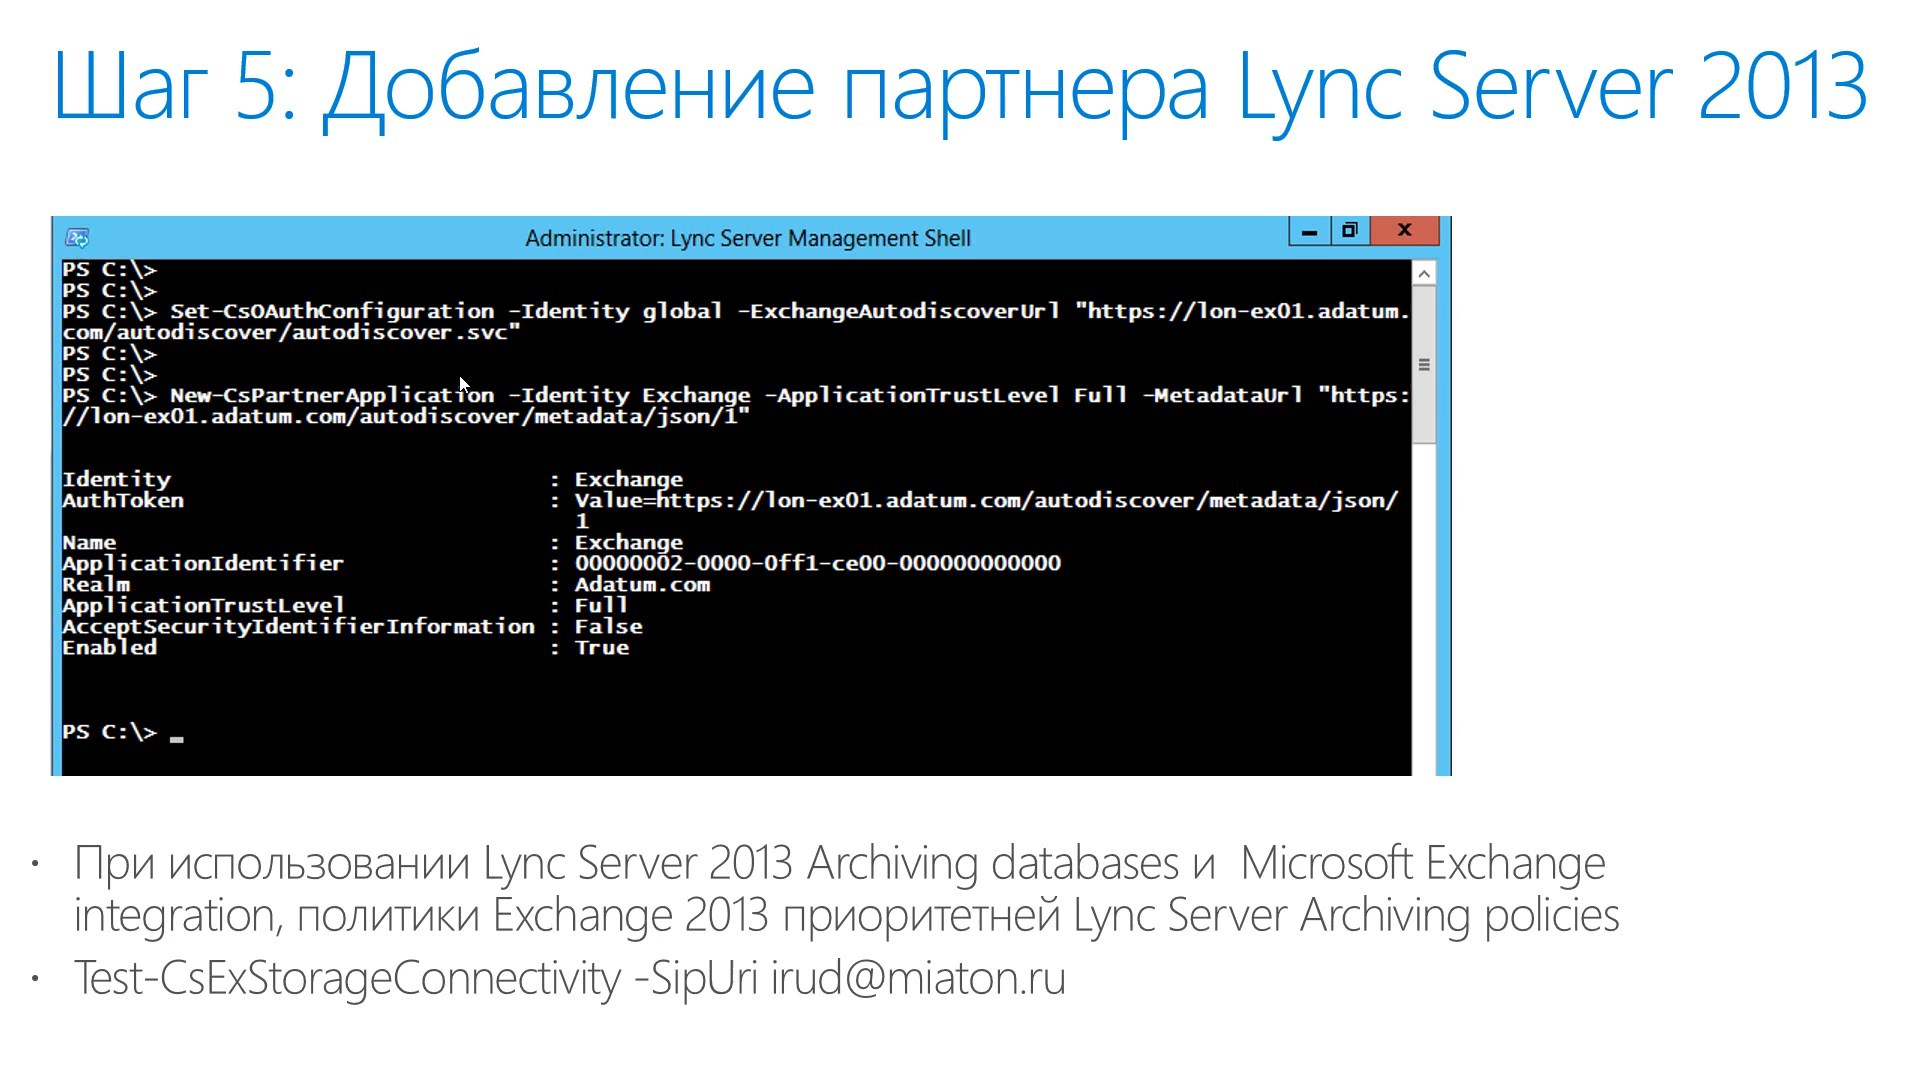 Шаг 5: Добавление партнера Lync Server 2013
Administrator: Lync Server Management Shell
PS C:\>
PS C:\>
PS C:\> Set-CsOAuthConfiguration -Identity global -ExchangeAutodiscoverUrl "https://lon-ex01.adatum.
com/autodiscover/autodiscover.svc"
PS C:\>
PS C:\>
PS C:\> New-CsPartnerApplication -Identity Exchange -ApplicationTrustLevel Full -MetadataUrl "https:
//lon-ex01.adatum.com/autodiscover/metadata/json/1"
Identity : Exchange
AuthToken : Value=https://lon-ex01.adatum.com/autodiscover/metadata/json/
1
Name : Exchange
ApplicationIdentifier : 00000002-0000-0ff1-ce00-000000000000
Realm : Adatum.com
ApplicationTrustLevel : Full
AcceptSecurityIdentifierInformation : False
Enabled : True
PS C:\> _
• При использовании Lync Server 2013 Archiving databases и Microsoft Exchange
integration, политики Exchange 2013 приоритетней Lync Server Archiving policies
• Test-CsExStorageConnectivity -SipUri irud@miaton.ru